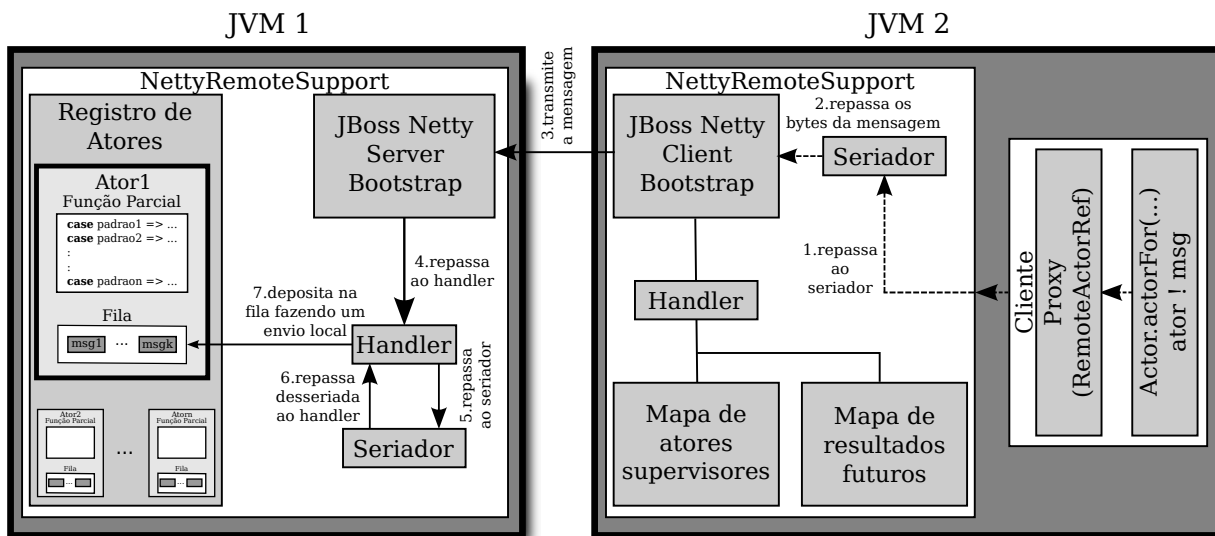 JVM 1
NettyRemoteSupport
Registro de
Atores
Ator1
Função Parcial
case padrao1 => ...
case padrao2 => ...
:
:
case padraon => ...
Fila
msg1 ... msgk
Ator2
Função Parcial
Fila
...
...
Atorn
Função Parcial
Fila
...
JBoss Netty
Server
Bootstrap
4.repassa
ao handler
7.deposita na
fila fazendo um
envio local
Handler
6.repassa
desseriada
ao handler
5.repassa
ao seriador
Seriador
3.transmite
a mensagem
JVM 2
NettyRemoteSupport
JBoss Netty
Client
Bootstrap
2.repassa os
bytes da mensagem
Seriador
1.repassa
ao
seriador
Handler
Mapa de
atores
supervisores
Mapa de
resultados
futuros
Cliente
Proxy
(RemoteActorRef)
Actor.actorFor(...)
ator ! msg